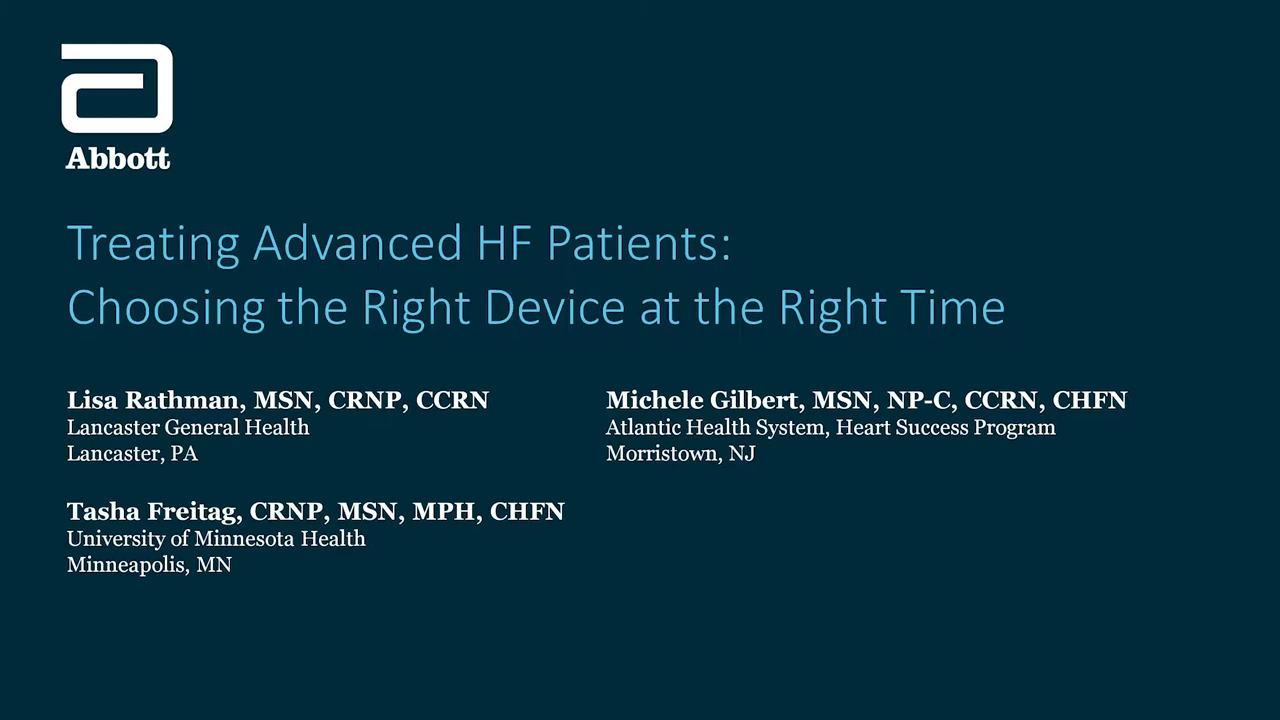 Abbott
Treating Advanced HF Patients:
Choosing the Right Device at the Right Time
Lisa Rathman, MSN, CRNP, CCRN
Lancaster General Health
Lancaster, PA
Michele Gilbert, MSN, NP-C, CCRN, CHFN
Atlantic Health System, Heart Success Program
Morristown, NJ
Tasha Freitag, CRNP, MSN, MPH, CHFN
University of Minnesota Health
Minneapolis, MN